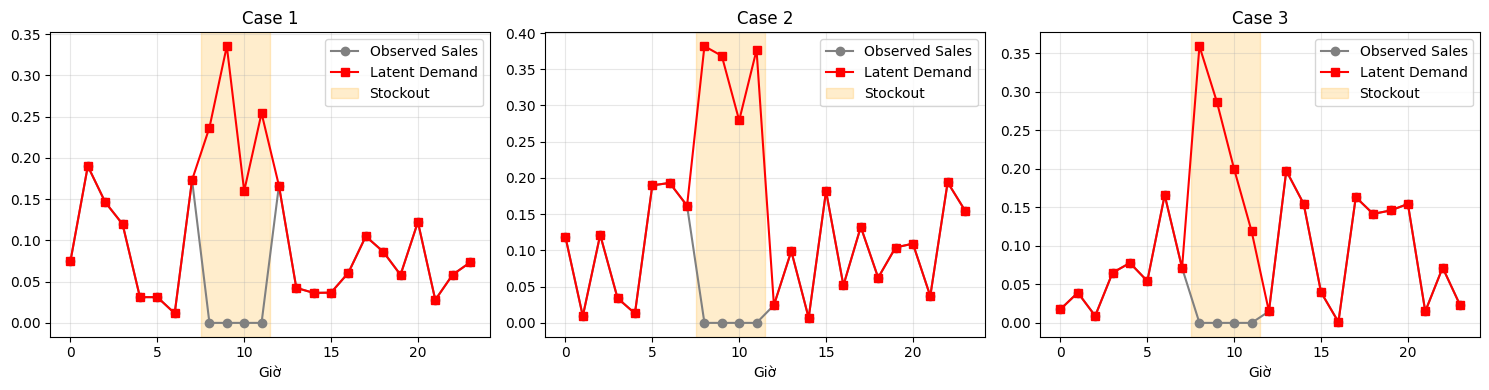 Case 1
0.35
0.30
0.25
0.20
0.15
0.10
0.05
0.00
0 5 10 15 20
Giờ
Observed Sales
Latent Demand
Stockout
Case 2
0.40
0.35
0.30
0.25
0.20
0.15
0.10
0.05
0.00
0 5 10 15 20
Giờ
Observed Sales
Latent Demand
Stockout
Case 3
0.35
0.30
0.25
0.20
0.15
0.10
0.05
0.00
0 5 10 15 20
Giờ
Observed Sales
Latent Demand
Stockout